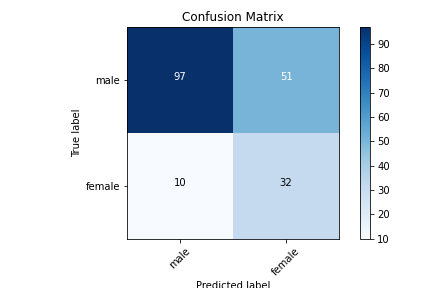 Confusion Matrix
male
97
51
female
10
32
True label
male
female
Predicted label
90
80
70
60
50
40
30
20
10